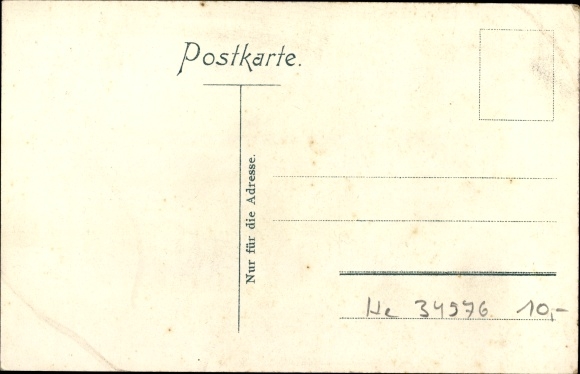 Postkarte.
Nur für die Adresse.
He 34976 10,-